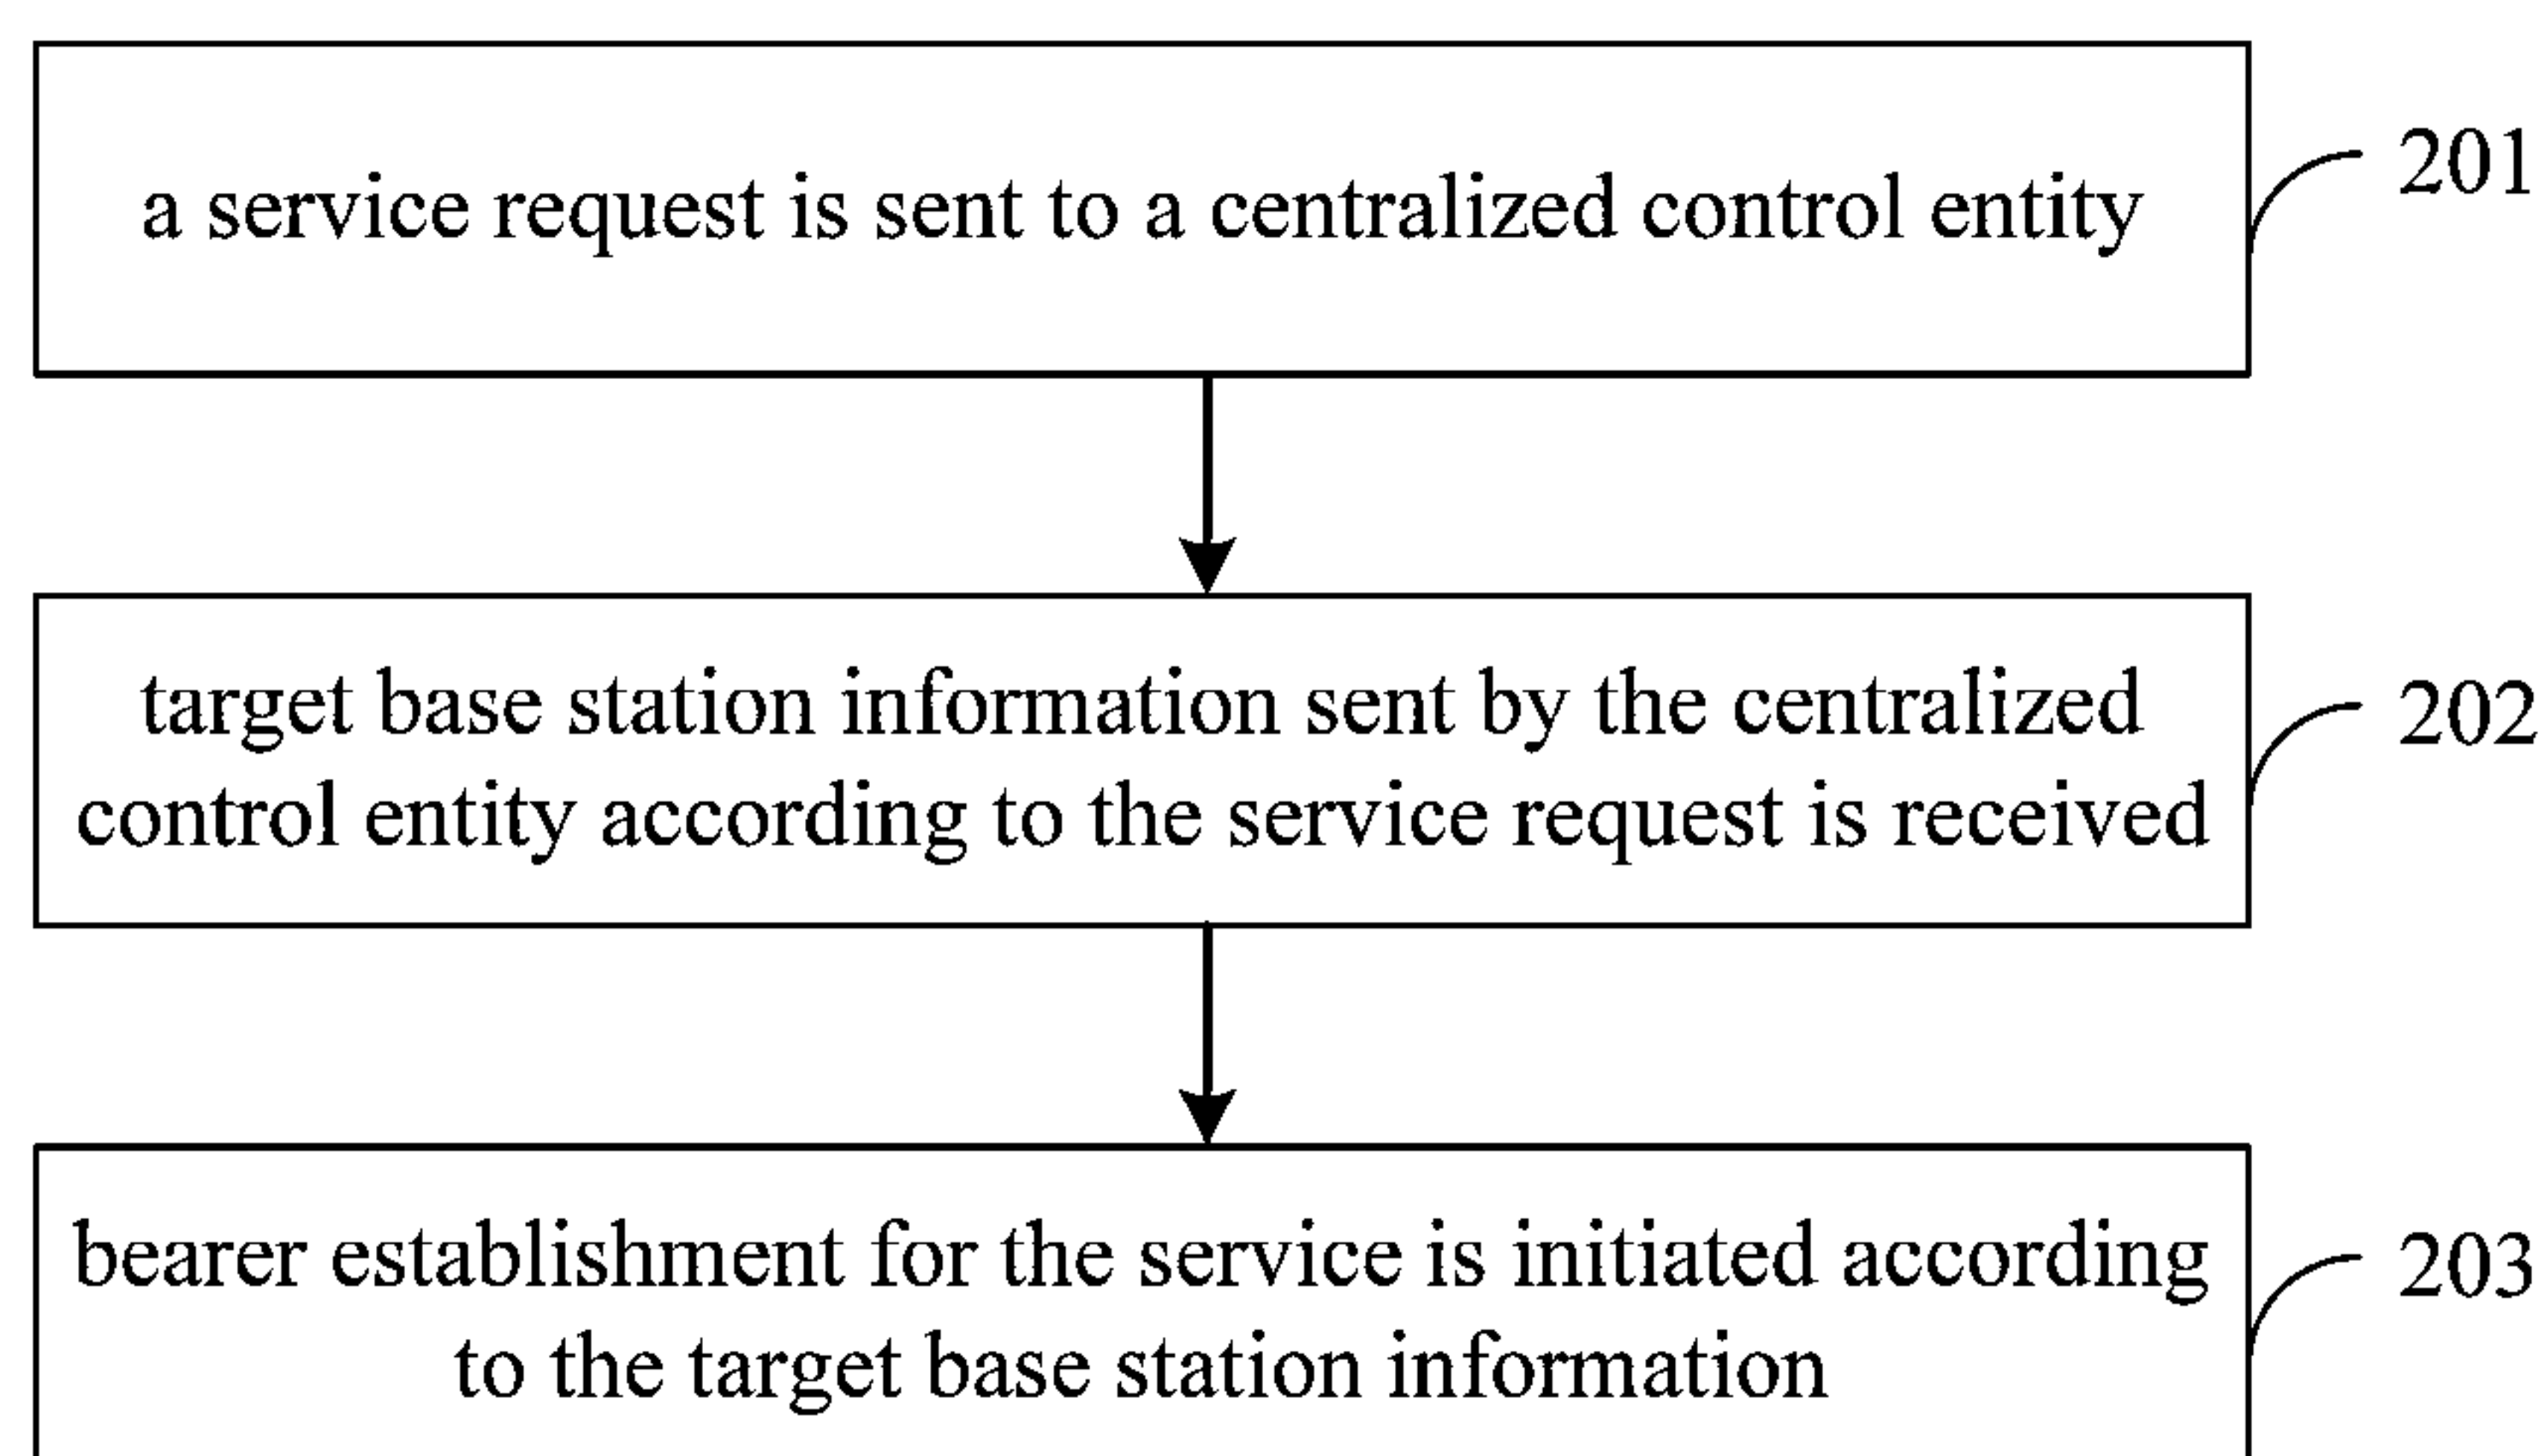 a service request is sent to a centralized control entity
201
target base station information sent by the centralized
control entity according to the service request is received
202
bearer establishment for the service is initiated according
to the target base station information
203